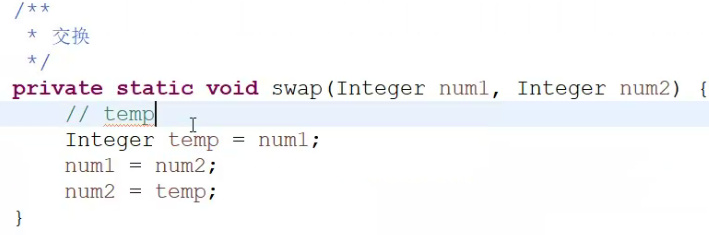 /**
 * 交换
 */
private static void swap(Integer num1, Integer num2) {
    // temp
    Integer temp = num1;
    num1 = num2;
    num2 = temp;
}